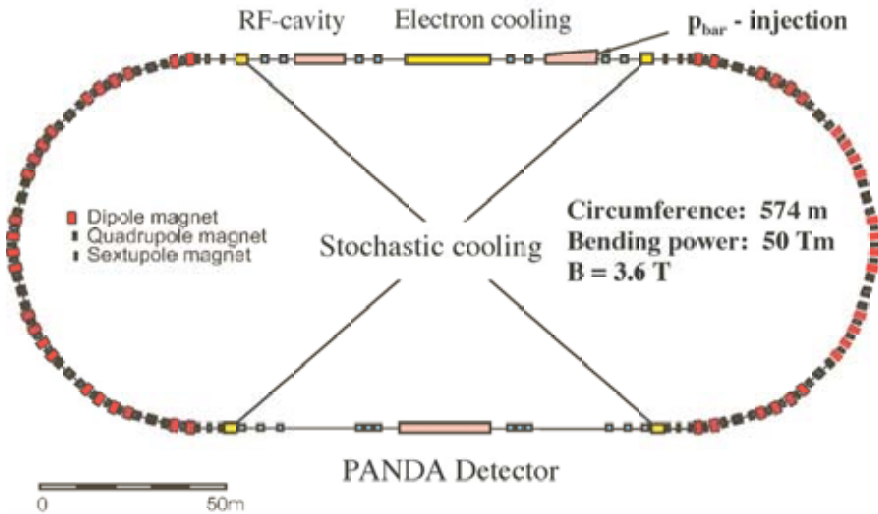 RF-cavity
Electron cooling
p_bar - injection
Dipole magnet
Quadrupole magnet
Sextupole magnet
Stochastic cooling
Circumference: 574 m
Bending power: 50 Tm
B = 3.6 T
PANDA Detector
0 50m